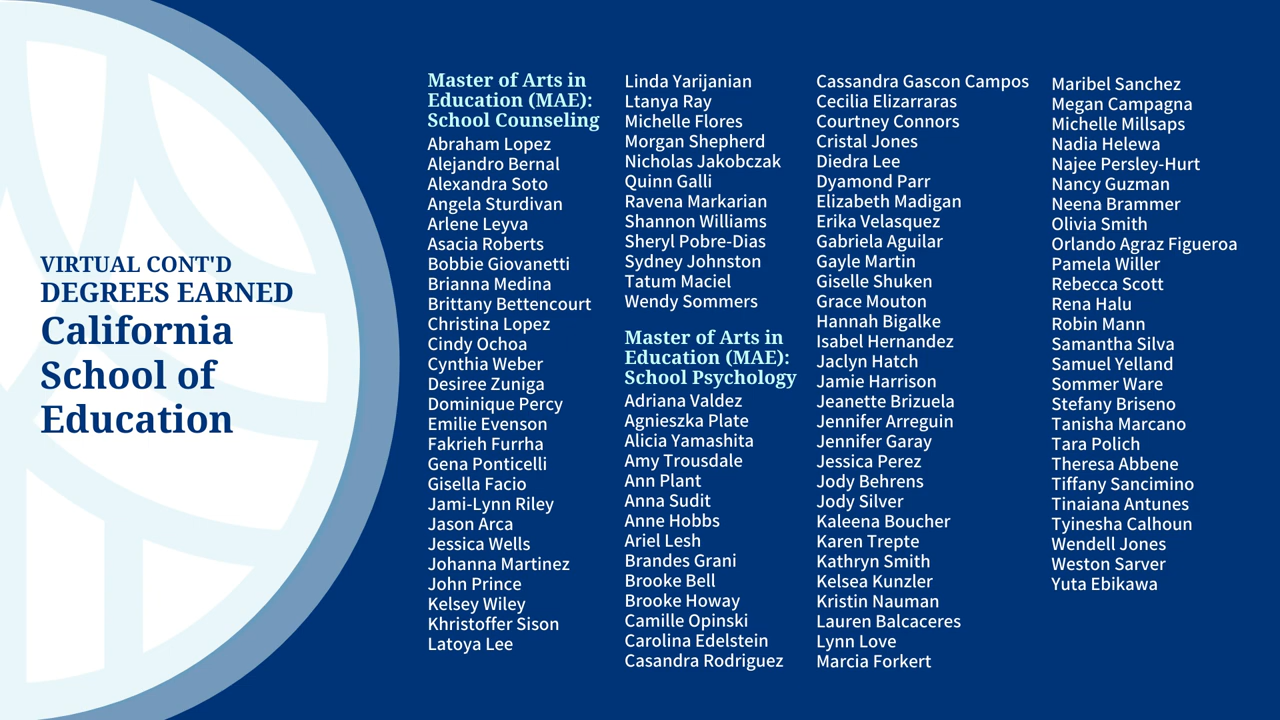 VIRTUAL CONT'D
DEGREES EARNED
California
School of
Education
Master of Arts in
Education (MAE):
School Counseling
Abraham Lopez
Alejandro Bernal
Alexandra Soto
Angela Sturdivan
Arlene Leyva
Asacia Roberts
Bobbie Giovanetti
Brianna Medina
Brittany Bettencourt
Christina Lopez
Cindy Ochoa
Cynthia Weber
Desiree Zuniga
Dominique Percy
Emilie Evenson
Fakrieh Furrha
Gena Ponticelli
Gisella Facio
Jami-Lynn Riley
Jason Arca
Jessica Wells
Johanna Martinez
John Prince
Kelsey Wiley
Khristoffer Sison
Latoya Lee
Linda Yarijanian
Ltanya Ray
Michelle Flores
Morgan Shepherd
Nicholas Jakobczak
Quinn Galli
Ravena Markarian
Shannon Williams
Sheryl Pobre-Dias
Sydney Johnston
Tatum Maciel
Wendy Sommers
Master of Arts in
Education (MAE):
School Psychology
Adriana Valdez
Agnieszka Plate
Alicia Yamashita
Amy Trousdale
Ann Plant
Anna Sudit
Anne Hobbs
Ariel Lesh
Brandes Grani
Brooke Bell
Brooke Howay
Camille Opinski
Carolina Edelstein
Casandra Rodriguez
Cassandra Gascon Campos
Cecilia Elizarraras
Courtney Connors
Cristal Jones
Diedra Lee
Dyamond Parr
Elizabeth Madigan
Erika Velasquez
Gabriela Aguilar
Gayle Martin
Giselle Shuken
Grace Mouton
Hannah Bigalke
Isabel Hernandez
Jaclyn Hatch
Jamie Harrison
Jeanette Brizuela
Jennifer Arreguin
Jennifer Garay
Jessica Perez
Jody Behrens
Jody Silver
Kaleena Boucher
Karen Trepte
Kathryn Smith
Kelsea Kunzler
Kristin Nauman
Lauren Balcaceres
Lynn Love
Marcia Forkert
Maribel Sanchez
Megan Campagna
Michelle Millsaps
Nadia Helewa
Najee Persley-Hurt
Nancy Guzman
Neena Brammer
Olivia Smith
Orlando Agraz Figueroa
Pamela Willer
Rebecca Scott
Rena Halu
Robin Mann
Samantha Silva
Samuel Yelland
Sommer Ware
Stefany Briseno
Tanisha Marcano
Tara Polich
Theresa Abbene
Tiffany Sancimino
Tinaiana Antunes
Tyinesha Calhoun
Wendell Jones
Weston Sarver
Yuta Ebikawa